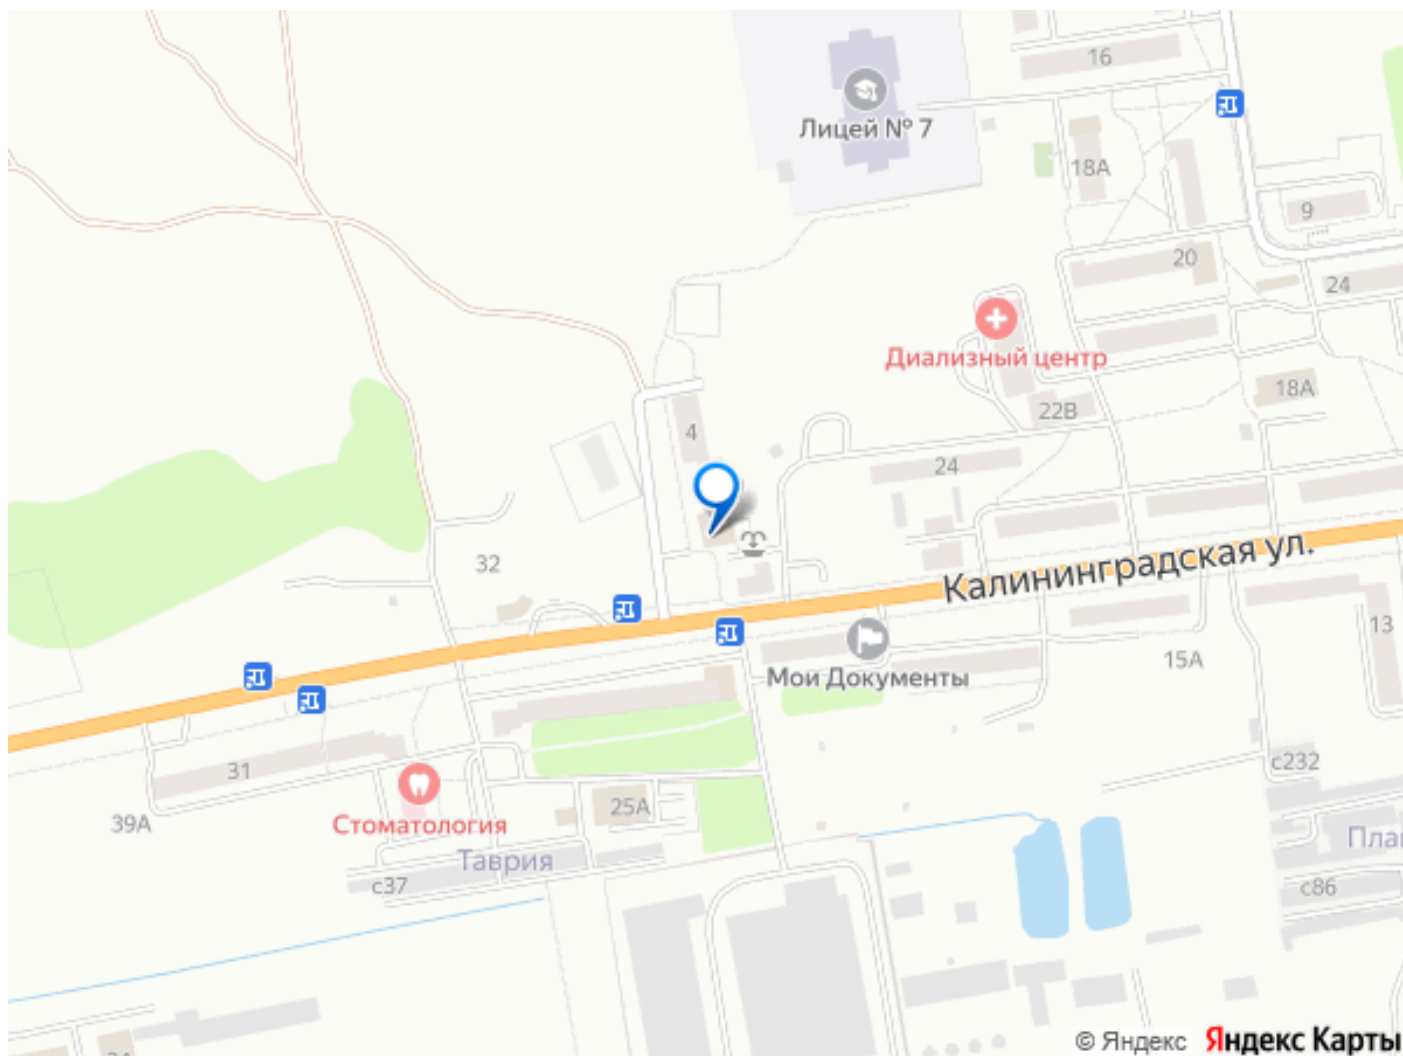 16
Лицей № 7
18А
9
20
24
Диализный центр
18А
22В
4
24
32
Калининградская ул.
13
15А
Мои Документы
31
с232
25А
39А
Стоматология
Таврия
Пла
с37
с86
© Яндекс
Яндекс Карты